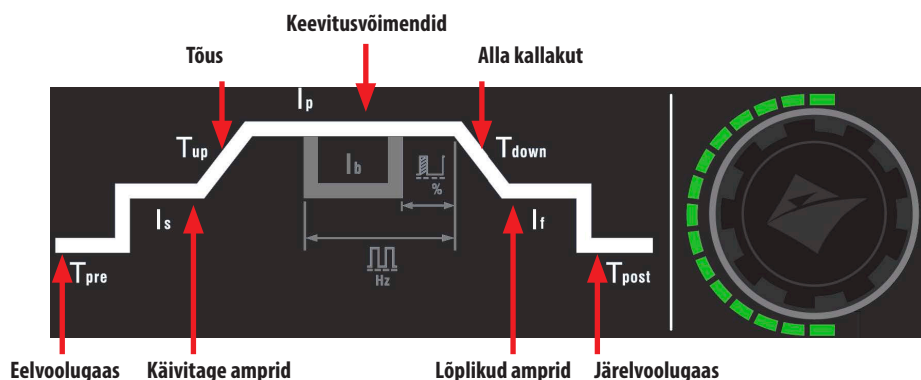 Keevitusvõimendid
Tõus
Alla kallakut
Ip
Tup
Ib
%
Tdown
Is
If
Tpre
Hz
Tpost
Eelvoolugaas
Käivitage amprid
Lõplikud amprid
Järelvoolugaas